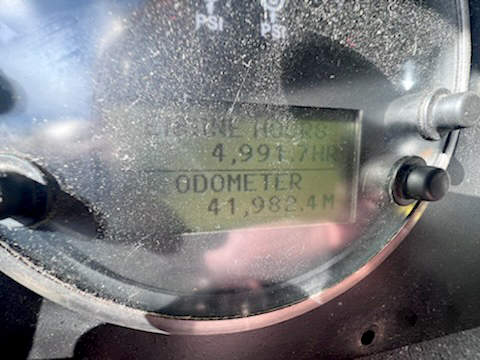 PSI
PSI
ENGINE HOURS
4,991.7HR
ODOMETER
41,982.4M